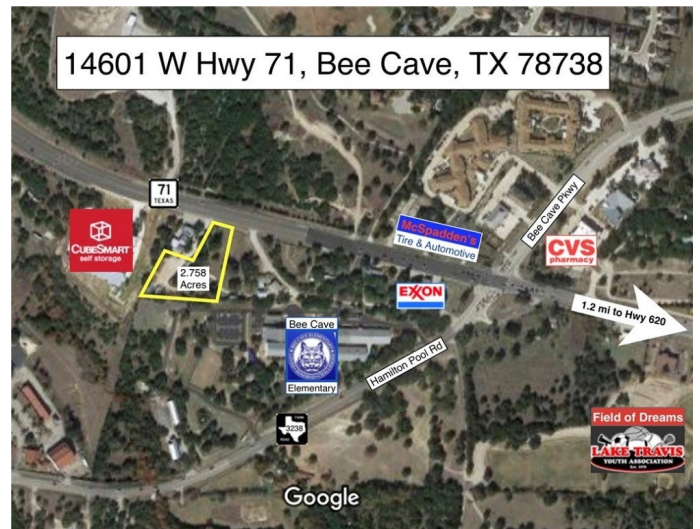 14601 W Hwy 71, Bee Cave, TX 78738
71
TEXAS
CUBESMART
self storage
2.758
Acres
McSpadden's
Tire & Automotive
Bee Cave Pkwy
CVS
pharmacy
EXXON
1.2 mi to Hwy 620
Bee Cave
Elementary
Hamilton Pool Rd
3238
ROAD
Field of Dreams
LAKE TRAVIS
YOUTH ASSOCIATION
Google